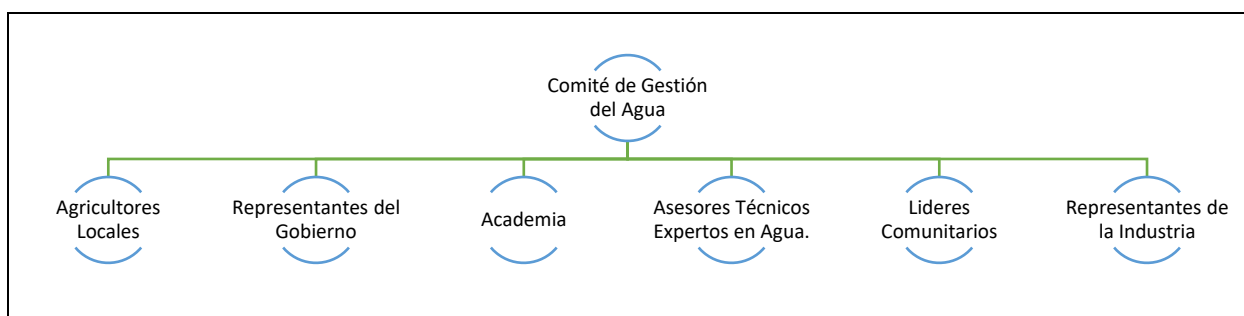 Comité de Gestión
del Agua
Agricultores
Locales
Representantes del
Gobierno
Academia
Asesores Técnicos
Expertos en Agua.
Lideres
Comunitarios
Representantes de
la Industria